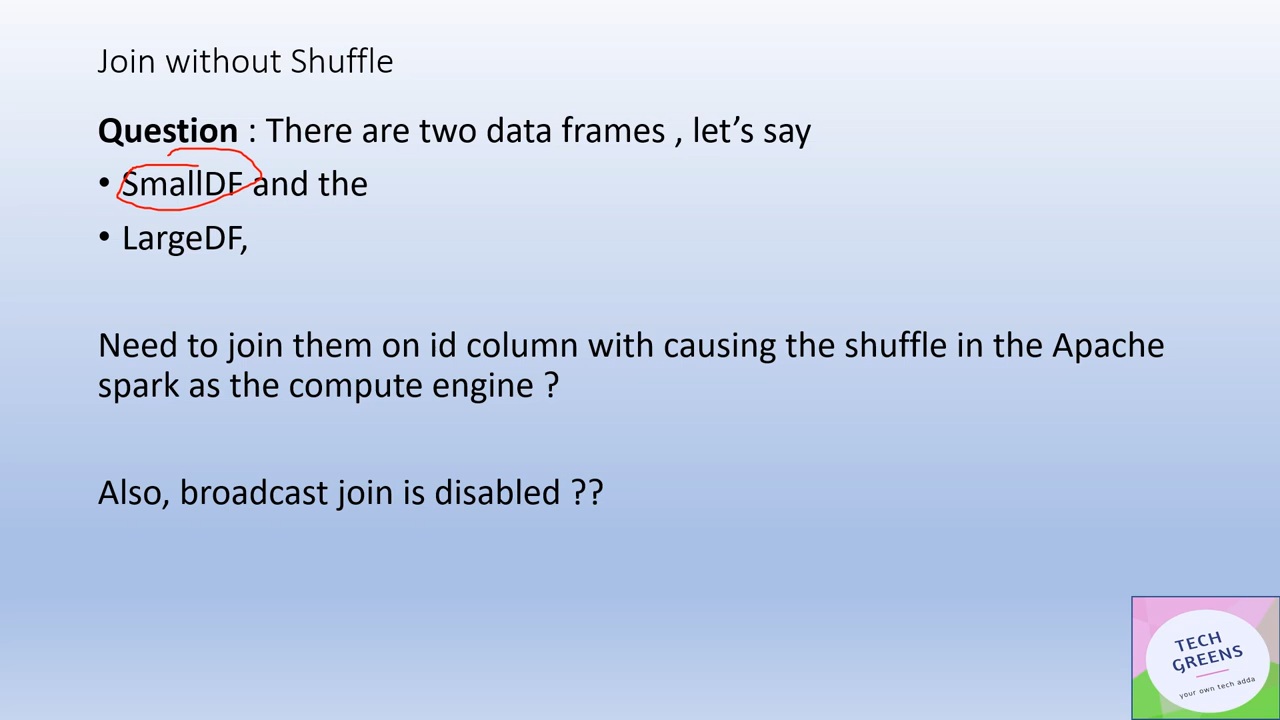 Join without Shuffle
Question : There are two data frames , let’s say
• SmallDF and the
• LargeDF,
Need to join them on id column with causing the shuffle in the Apache
spark as the compute engine ?
Also, broadcast join is disabled ??
TECH
GREENS
your own tech adda